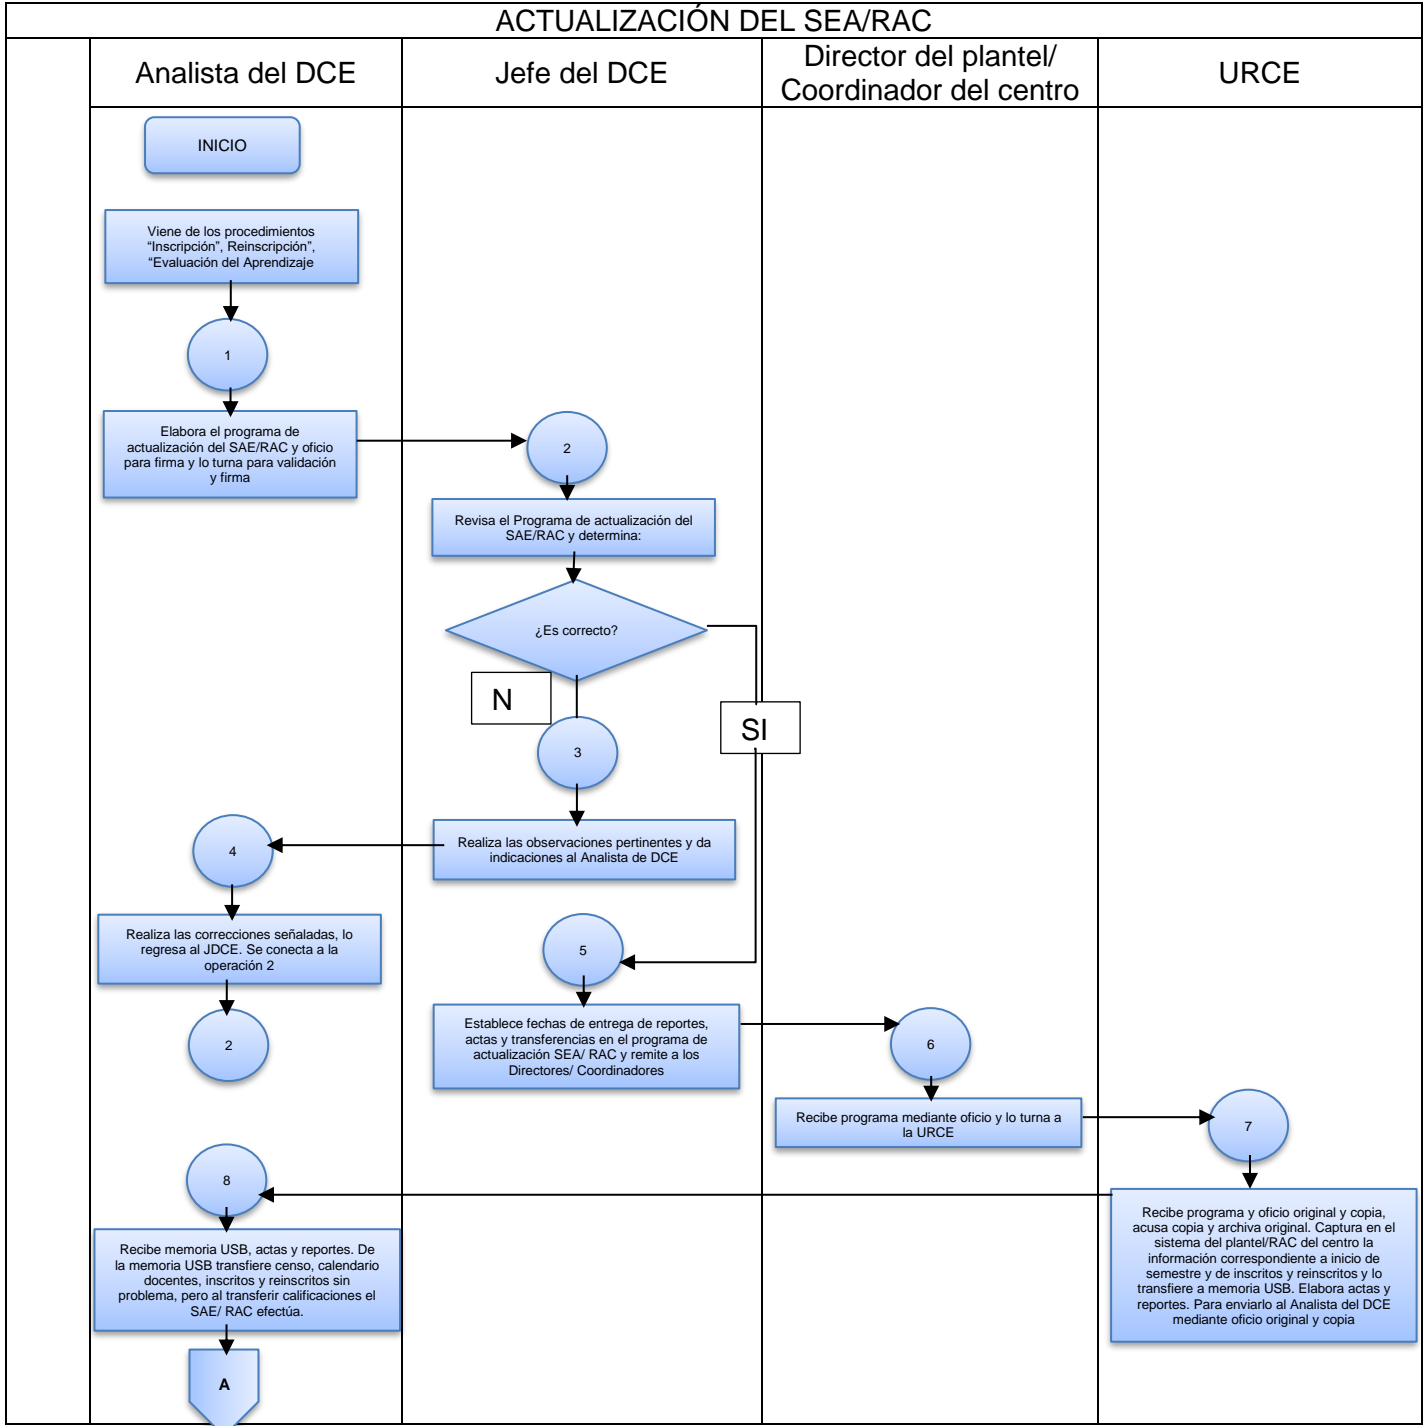 ACTUALIZACIÓN DEL SEA/RAC
Analista del DCE
Jefe del DCE
Director del plantel/
Coordinador del centro
URCE
INICIO
Viene de los procedimientos
“Inscripción”, Reinscripción”,
“Evaluación del Aprendizaje
1
Elabora el programa de
actualización del SAE/RAC y oficio
para firma y lo turna para validación
y firma
2
Revisa el Programa de actualización del
SAE/RAC y determina:
¿Es correcto?
N
SI
3
Realiza las observaciones pertinentes y da
indicaciones al Analista de DCE
4
Realiza las correcciones señaladas, lo
regresa al JDCE. Se conecta a la
operación 2
2
5
Establece fechas de entrega de reportes,
actas y transferencias en el programa de
actualización SEA/ RAC y remite a los
Directores/ Coordinadores
6
Recibe programa mediante oficio y lo turna a
la URCE
7
Recibe programa y oficio original y copia,
acusa copia y archiva original. Captura en el
sistema del plantel/RAC del centro la
información correspondiente a inicio de
semestre y de inscritos y reinscritos y lo
transfiere a memoria USB. Elabora actas y
reportes. Para enviarlo al Analista del DCE
mediante oficio original y copia
8
Recibe memoria USB, actas y reportes. De
la memoria USB transfiere censo, calendario
docentes, inscritos y reinscritos sin
problema, pero al transferir calificaciones el
SAE/ RAC efectúa.
A